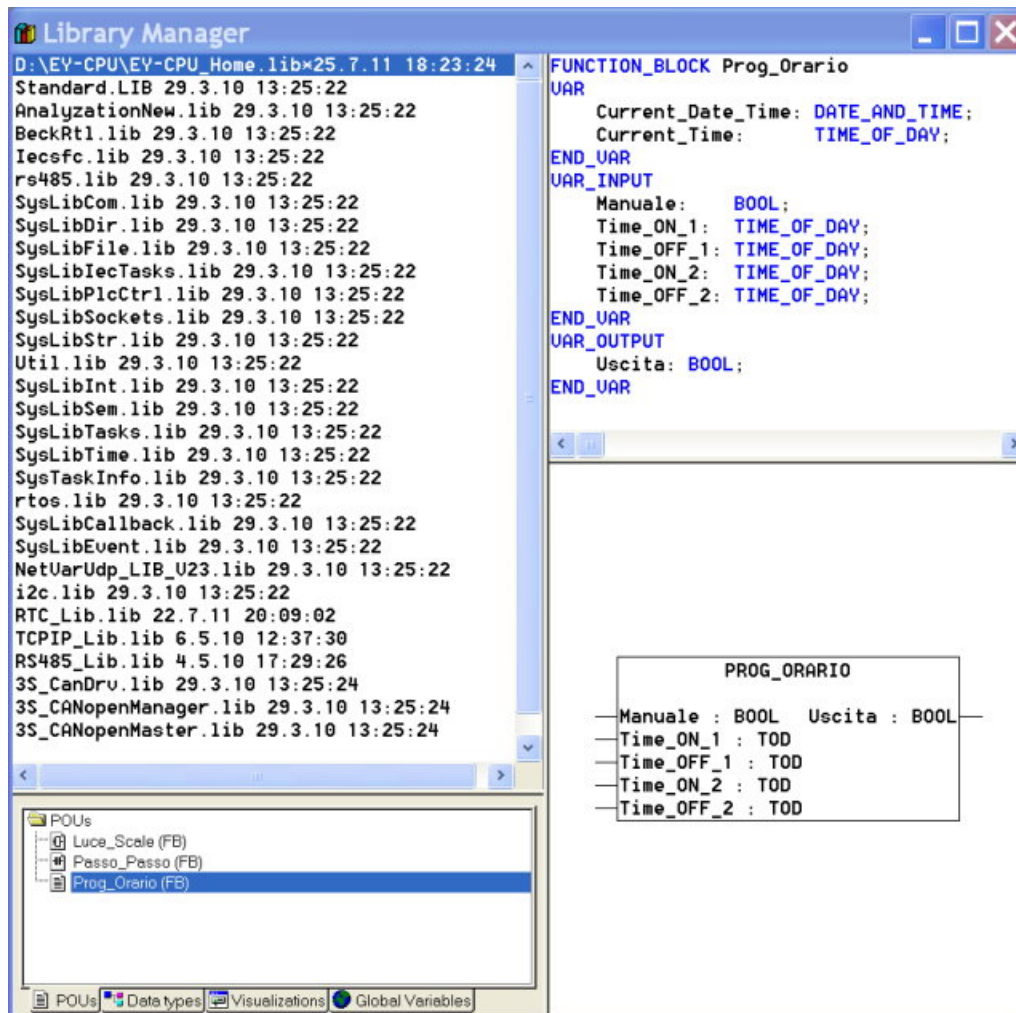 Library Manager
D:\EY-CPU\EY-CPU_Home.lib*25.7.11 18:23:24
Standard.LIB 29.3.10 13:25:22
AnalyzationNew.lib 29.3.10 13:25:22
BeckRtl.lib 29.3.10 13:25:22
Iecsfc.lib 29.3.10 13:25:22
rs485.lib 29.3.10 13:25:22
SysLibCom.lib 29.3.10 13:25:22
SysLibDir.lib 29.3.10 13:25:22
SysLibFile.lib 29.3.10 13:25:22
SysLibIecTasks.lib 29.3.10 13:25:22
SysLibPlcCtrl.lib 29.3.10 13:25:22
SysLibSockets.lib 29.3.10 13:25:22
SysLibStr.lib 29.3.10 13:25:22
Util.lib 29.3.10 13:25:22
SysLibInt.lib 29.3.10 13:25:22
SysLibSem.lib 29.3.10 13:25:22
SysLibTasks.lib 29.3.10 13:25:22
SysLibTime.lib 29.3.10 13:25:22
SysTaskInfo.lib 29.3.10 13:25:22
rtos.lib 29.3.10 13:25:22
SysLibCallback.lib 29.3.10 13:25:22
SysLibEvent.lib 29.3.10 13:25:22
NetVarUdp_LIB_V23.lib 29.3.10 13:25:22
i2c.lib 29.3.10 13:25:22
RTC_Lib.lib 22.7.11 20:09:02
TCPIP_Lib.lib 6.5.10 12:37:30
RS485_Lib.lib 4.5.10 17:29:26
3S_CanDrv.lib 29.3.10 13:25:24
3S_CANopenManager.lib 29.3.10 13:25:24
3S_CANopenMaster.lib 29.3.10 13:25:24
POUs
Luce_Scale (FB)
Passo_Passo (FB)
Prog_Orario (FB)
POUs Data types Visualizations Global Variables
FUNCTION_BLOCK Prog_Orario
VAR
Current_Date_Time: DATE_AND_TIME;
Current_Time: TIME_OF_DAY;
END_VAR
VAR_INPUT
Manuale: BOOL;
Time_ON_1: TIME_OF_DAY;
Time_OFF_1: TIME_OF_DAY;
Time_ON_2: TIME_OF_DAY;
Time_OFF_2: TIME_OF_DAY;
END_VAR
VAR_OUTPUT
Uscita: BOOL;
END_VAR
PROG_ORARIO
Manuale : BOOL Uscita : BOOL
Time_ON_1 : TOD
Time_OFF_1 : TOD
Time_ON_2 : TOD
Time_OFF_2 : TOD